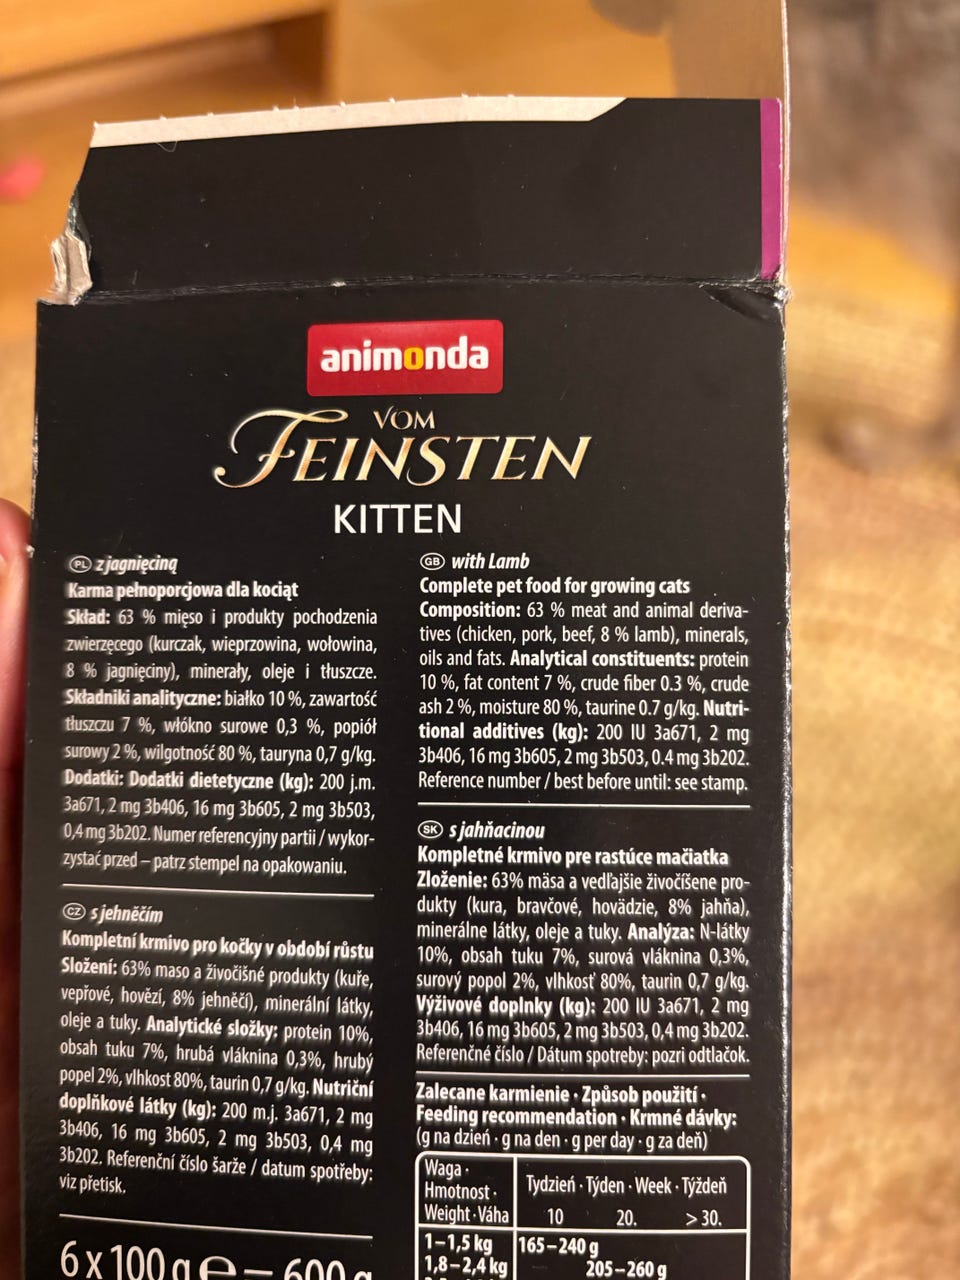 animonda
VOM
FEINSTEN
KITTEN
PL z jagnięciną
Karma pełnoporcjowa dla kociąt
Skład: 63 % mięso i produkty pochodzenia
zwierzęcego (kurczak, wieprzowina, wołowina,
8 % jagnięciny), minerały, oleje i tłuszcze.
Składniki analityczne: białko 10 %, zawartość
tłuszczu 7 %, włókno surowe 0,3 %, popiół
surowy 2 %, wilgotność 80 %, tauryna 0,7 g/kg.
Dodatki: Dodatki dietetyczne (kg): 200 j.m.
3a671, 2 mg 3b406, 16 mg 3b605, 2 mg 3b503,
0,4 mg 3b202. Numer referencyjny partii / wykor-
zystać przed – patrz stempel na opakowaniu.
CZ s jehněčím
Kompletní krmivo pro kočky v období růstu
Složení: 63% maso a živočišné produkty (kuře,
vepřové, hovězí, 8% jehněčí), minerální látky,
oleje a tuky. Analytické složky: protein 10%,
obsah tuku 7%, hrubá vláknina 0,3%, hrubý
popel 2%, vlhkost 80%, taurin 0,7 g/kg. Nutriční
doplňkové látky (kg): 200 m.j. 3a671, 2 mg
3b406, 16 mg 3b605, 2 mg 3b503, 0,4 mg
3b202. Referenční číslo šarže / datum spotřeby:
viz přetisk.
6 x 100 g e = 600 g
GB with Lamb
Complete pet food for growing cats
Composition: 63 % meat and animal deriva-
tives (chicken, pork, beef, 8 % lamb), minerals,
oils and fats. Analytical constituents: protein
10 %, fat content 7 %, crude fiber 0.3 %, crude
ash 2 %, moisture 80 %, taurine 0.7 g/kg. Nutri-
tional additives (kg): 200 IU 3a671, 2 mg
3b406, 16 mg 3b605, 2 mg 3b503, 0.4 mg 3b202.
Reference number / best before until: see stamp.
SK s jahňacinou
Kompletné krmivo pre rastúce mačiatka
Zloženie: 63% mäsa a vedľajšie živočíšene pro-
dukty (kura, bravčové, hovädzie, 8% jahňa),
minerálne látky, oleje a tuky. Analýza: N-látky
10%, obsah tuku 7%, surová vláknina 0,3%,
surový popol 2%, vlhkosť 80%, taurin 0,7 g/kg.
Výživové doplnky (kg): 200 IU 3a671, 2 mg
3b406, 16 mg 3b605, 2 mg 3b503, 0,4 mg 3b202.
Referenčné číslo / Dátum spotreby: pozri odtlačok.
Zalecane karmienie · Způsob použití ·
Feeding recommendation · Krmné dávky:
(g na dzień · g na den · g per day · g za deň)
Waga ·
Hmotnost ·
Weight · Váha
Tydzień · Týden · Week · Týždeň
10 20. > 30.
1–1,5 kg 165–240 g
1,8–2,4 kg 205–260 g